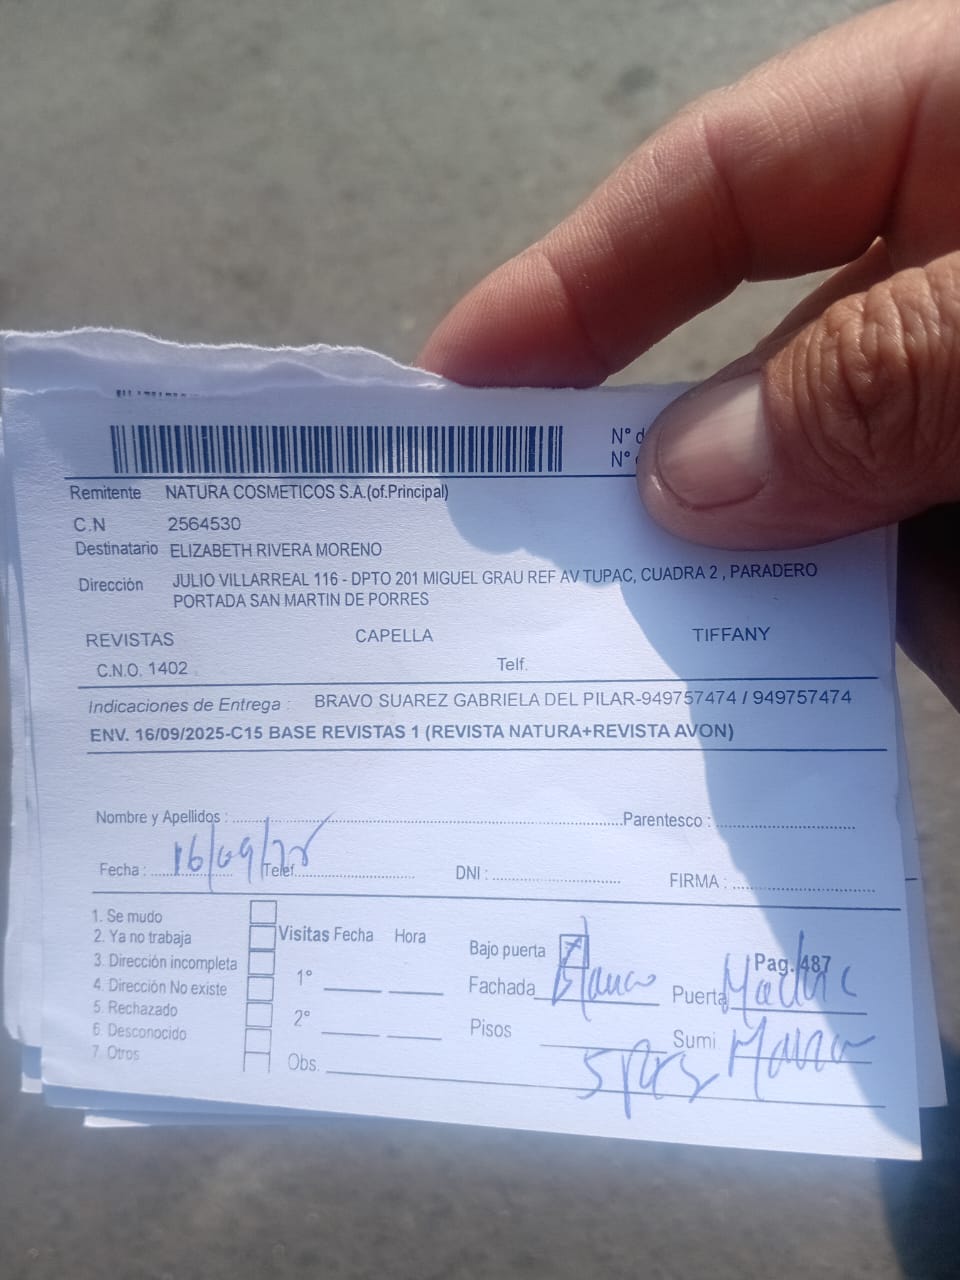 N° d
N°
Remitente NATURA COSMETICOS S.A.(of.Principal)
C.N 2564530
Destinatario ELIZABETH RIVERA MORENO
Dirección JULIO VILLARREAL 116 - DPTO 201 MIGUEL GRAU REF AV TUPAC, CUADRA 2 , PARADERO
PORTADA SAN MARTIN DE PORRES
REVISTAS CAPELLA TIFFANY
C.N.O. 1402 Telf.
Indicaciones de Entrega : BRAVO SUAREZ GABRIELA DEL PILAR-949757474 / 949757474
ENV. 16/09/2025-C15 BASE REVISTAS 1 (REVISTA NATURA+REVISTA AVON)
Nombre y Apellidos : Parentesco :
Fecha : 16/09/25 Telef. DNI : FIRMA :
1. Se mudo
2. Ya no trabaja
3. Dirección incompleta
4. Dirección No existe
5. Rechazado
6. Desconocido
7. Otros
Visitas Fecha Hora
1°
2°
Obs.
Bajo puerta Pag. 487
Fachada Blanco Puerta
Pisos 5 Sumi